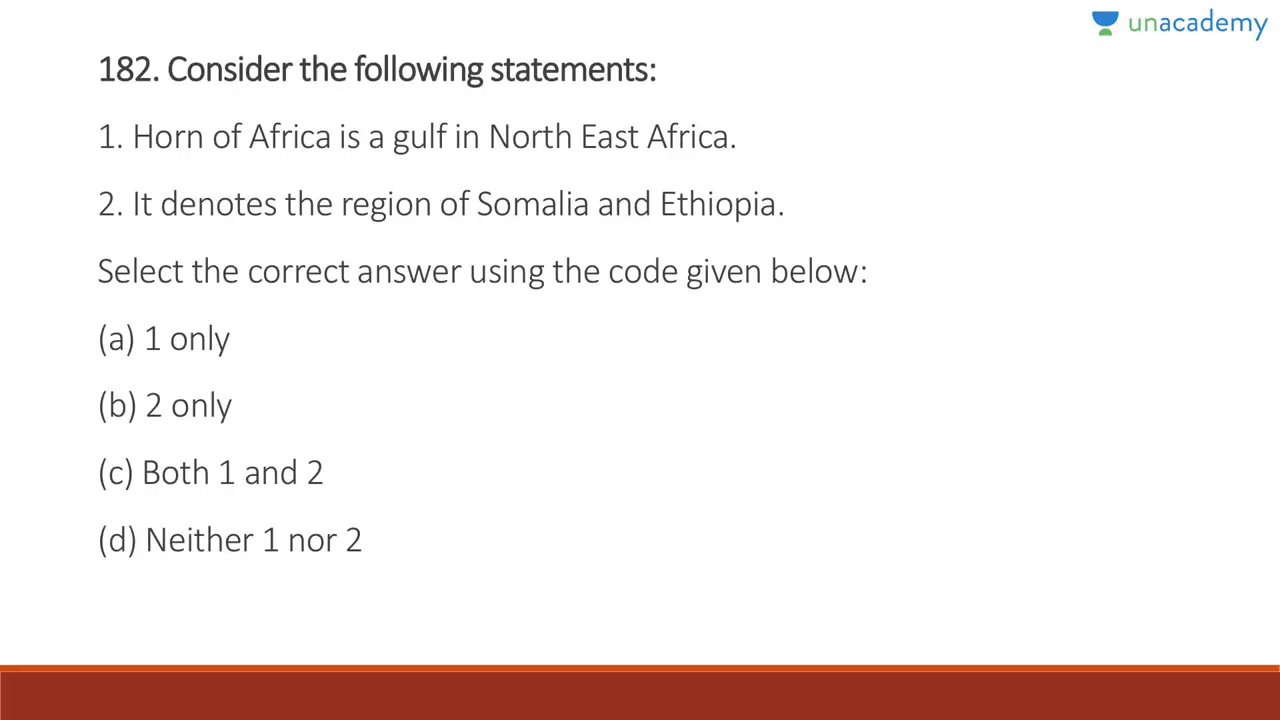 unacademy
182. Consider the following statements:
1. Horn of Africa is a gulf in North East Africa.
2. It denotes the region of Somalia and Ethiopia.
Select the correct answer using the code given below:
(a) 1 only
(b) 2 only
(c) Both 1 and 2
(d) Neither 1 nor 2